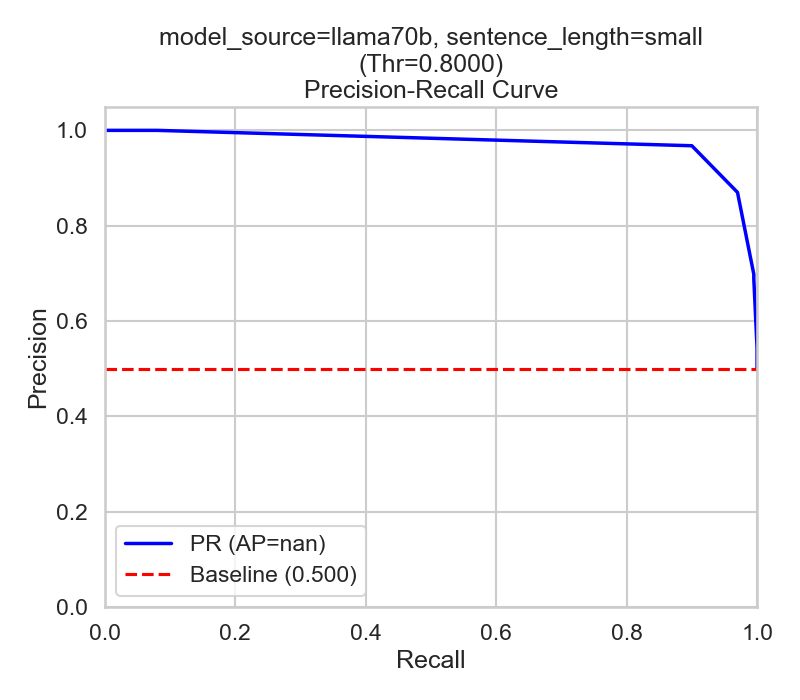 model_source=llama70b, sentence_length=small
(Thr=0.8000)
Precision-Recall Curve
1.0
0.8
0.6
0.4
0.2
0.0
Precision
PR (AP=nan)
Baseline (0.500)
0.0 0.2 0.4 0.6 0.8 1.0
Recall